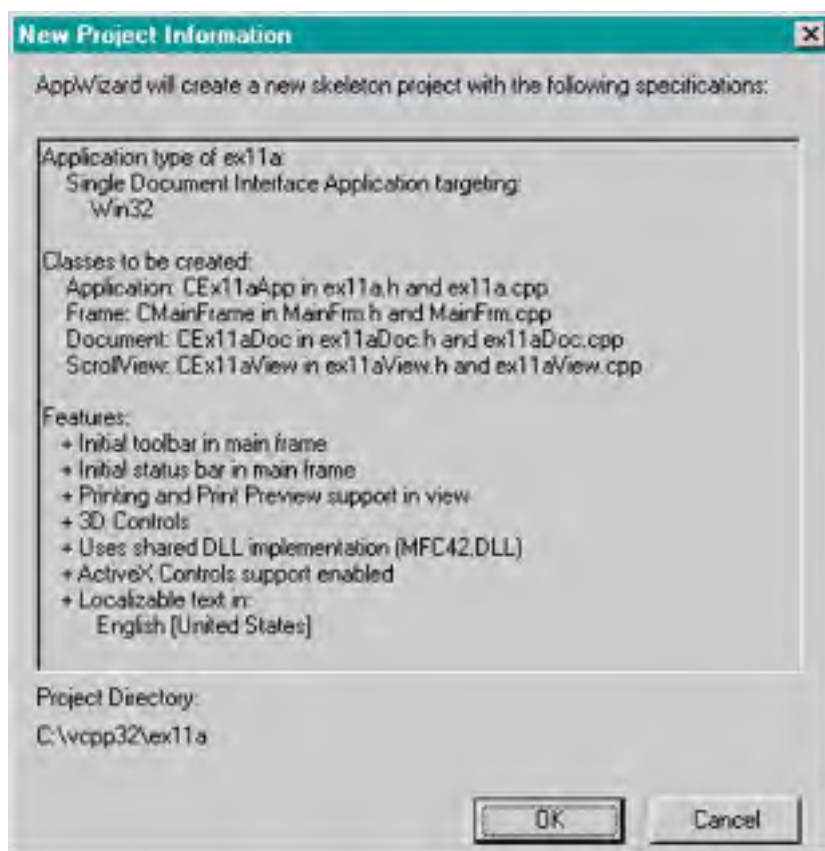 New Project Information
AppWizard will create a new skeleton project with the following specifications:
Application type of ex11a:
Single Document Interface Application targeting:
Win32
Classes to be created:
Application: CEx11aApp in ex11a.h and ex11a.cpp
Frame: CMainFrame in MainFrm.h and MainFrm.cpp
Document: CEx11aDoc in ex11aDoc.h and ex11aDoc.cpp
ScrollView: CEx11aView in ex11aView.h and ex11aView.cpp
Features:
+ Initial toolbar in main frame
+ Initial status bar in main frame
+ Printing and Print Preview support in view
+ 3D Controls
+ Uses shared DLL implementation (MFC42.DLL)
+ ActiveX Controls support enabled
+ Localizable text in:
English [United States]
Project Directory:
C:\vcpp32\ex11a
OK
Cancel